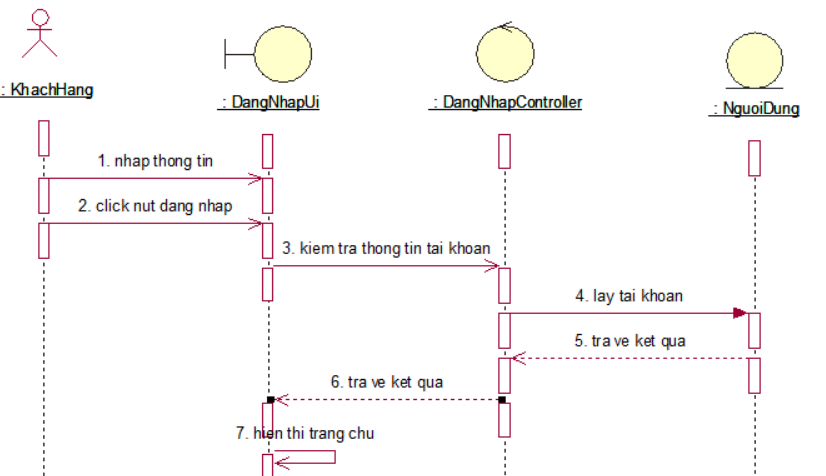 : KhachHang
: DangNhapUi
: DangNhapController
: NguoiDung
1. nhap thong tin
2. click nut dang nhap
3. kiem tra thong tin tai khoan
4. lay tai khoan
5. tra ve ket qua
6. tra ve ket qua
7. hien thi trang chu